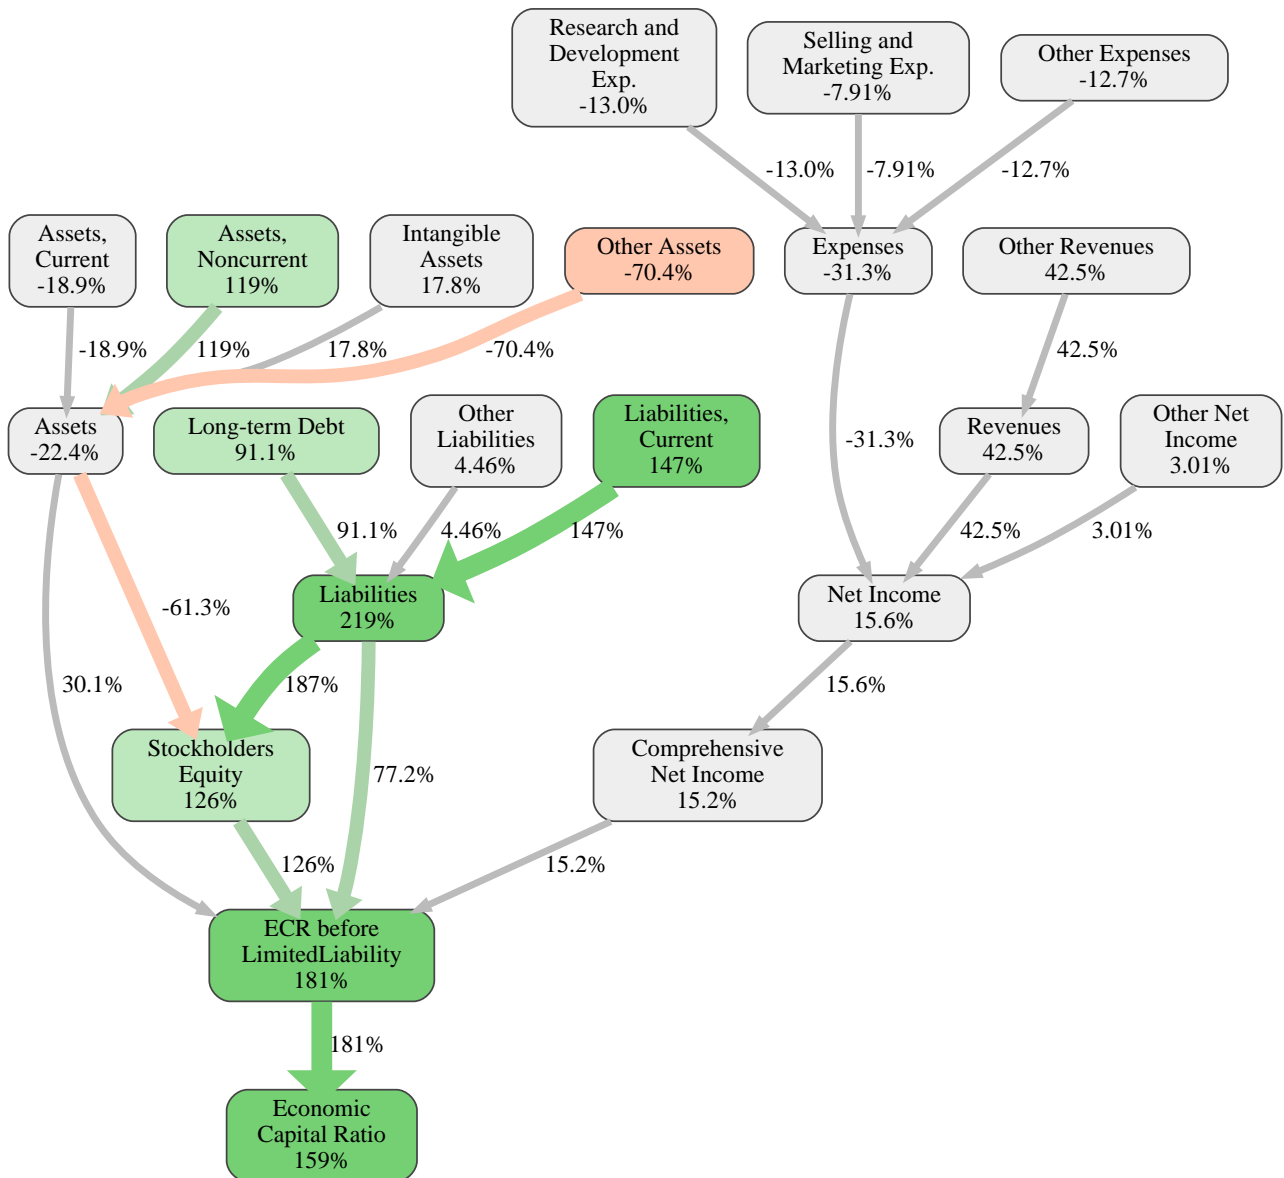 Research and
Development
Exp.
-13.0%
Selling and
Marketing Exp.
-7.91%
Other Expenses
-12.7%
-13.0%
-7.91%
-12.7%
Assets,
Current
-18.9%
Assets,
Noncurrent
119%
Intangible
Assets
17.8%
Other Assets
-70.4%
Expenses
-31.3%
Other Revenues
42.5%
-18.9%
119%
17.8%
-70.4%
42.5%
Assets
-22.4%
Long-term Debt
91.1%
Other
Liabilities
4.46%
Liabilities,
Current
147%
-31.3%
Revenues
42.5%
Other Net
Income
3.01%
91.1%
4.46%
147%
42.5%
3.01%
Liabilities
219%
Net Income
15.6%
-61.3%
30.1%
187%
15.6%
Stockholders
Equity
126%
77.2%
Comprehensive
Net Income
15.2%
126%
15.2%
ECR before
LimitedLiability
181%
181%
Economic
Capital Ratio
159%